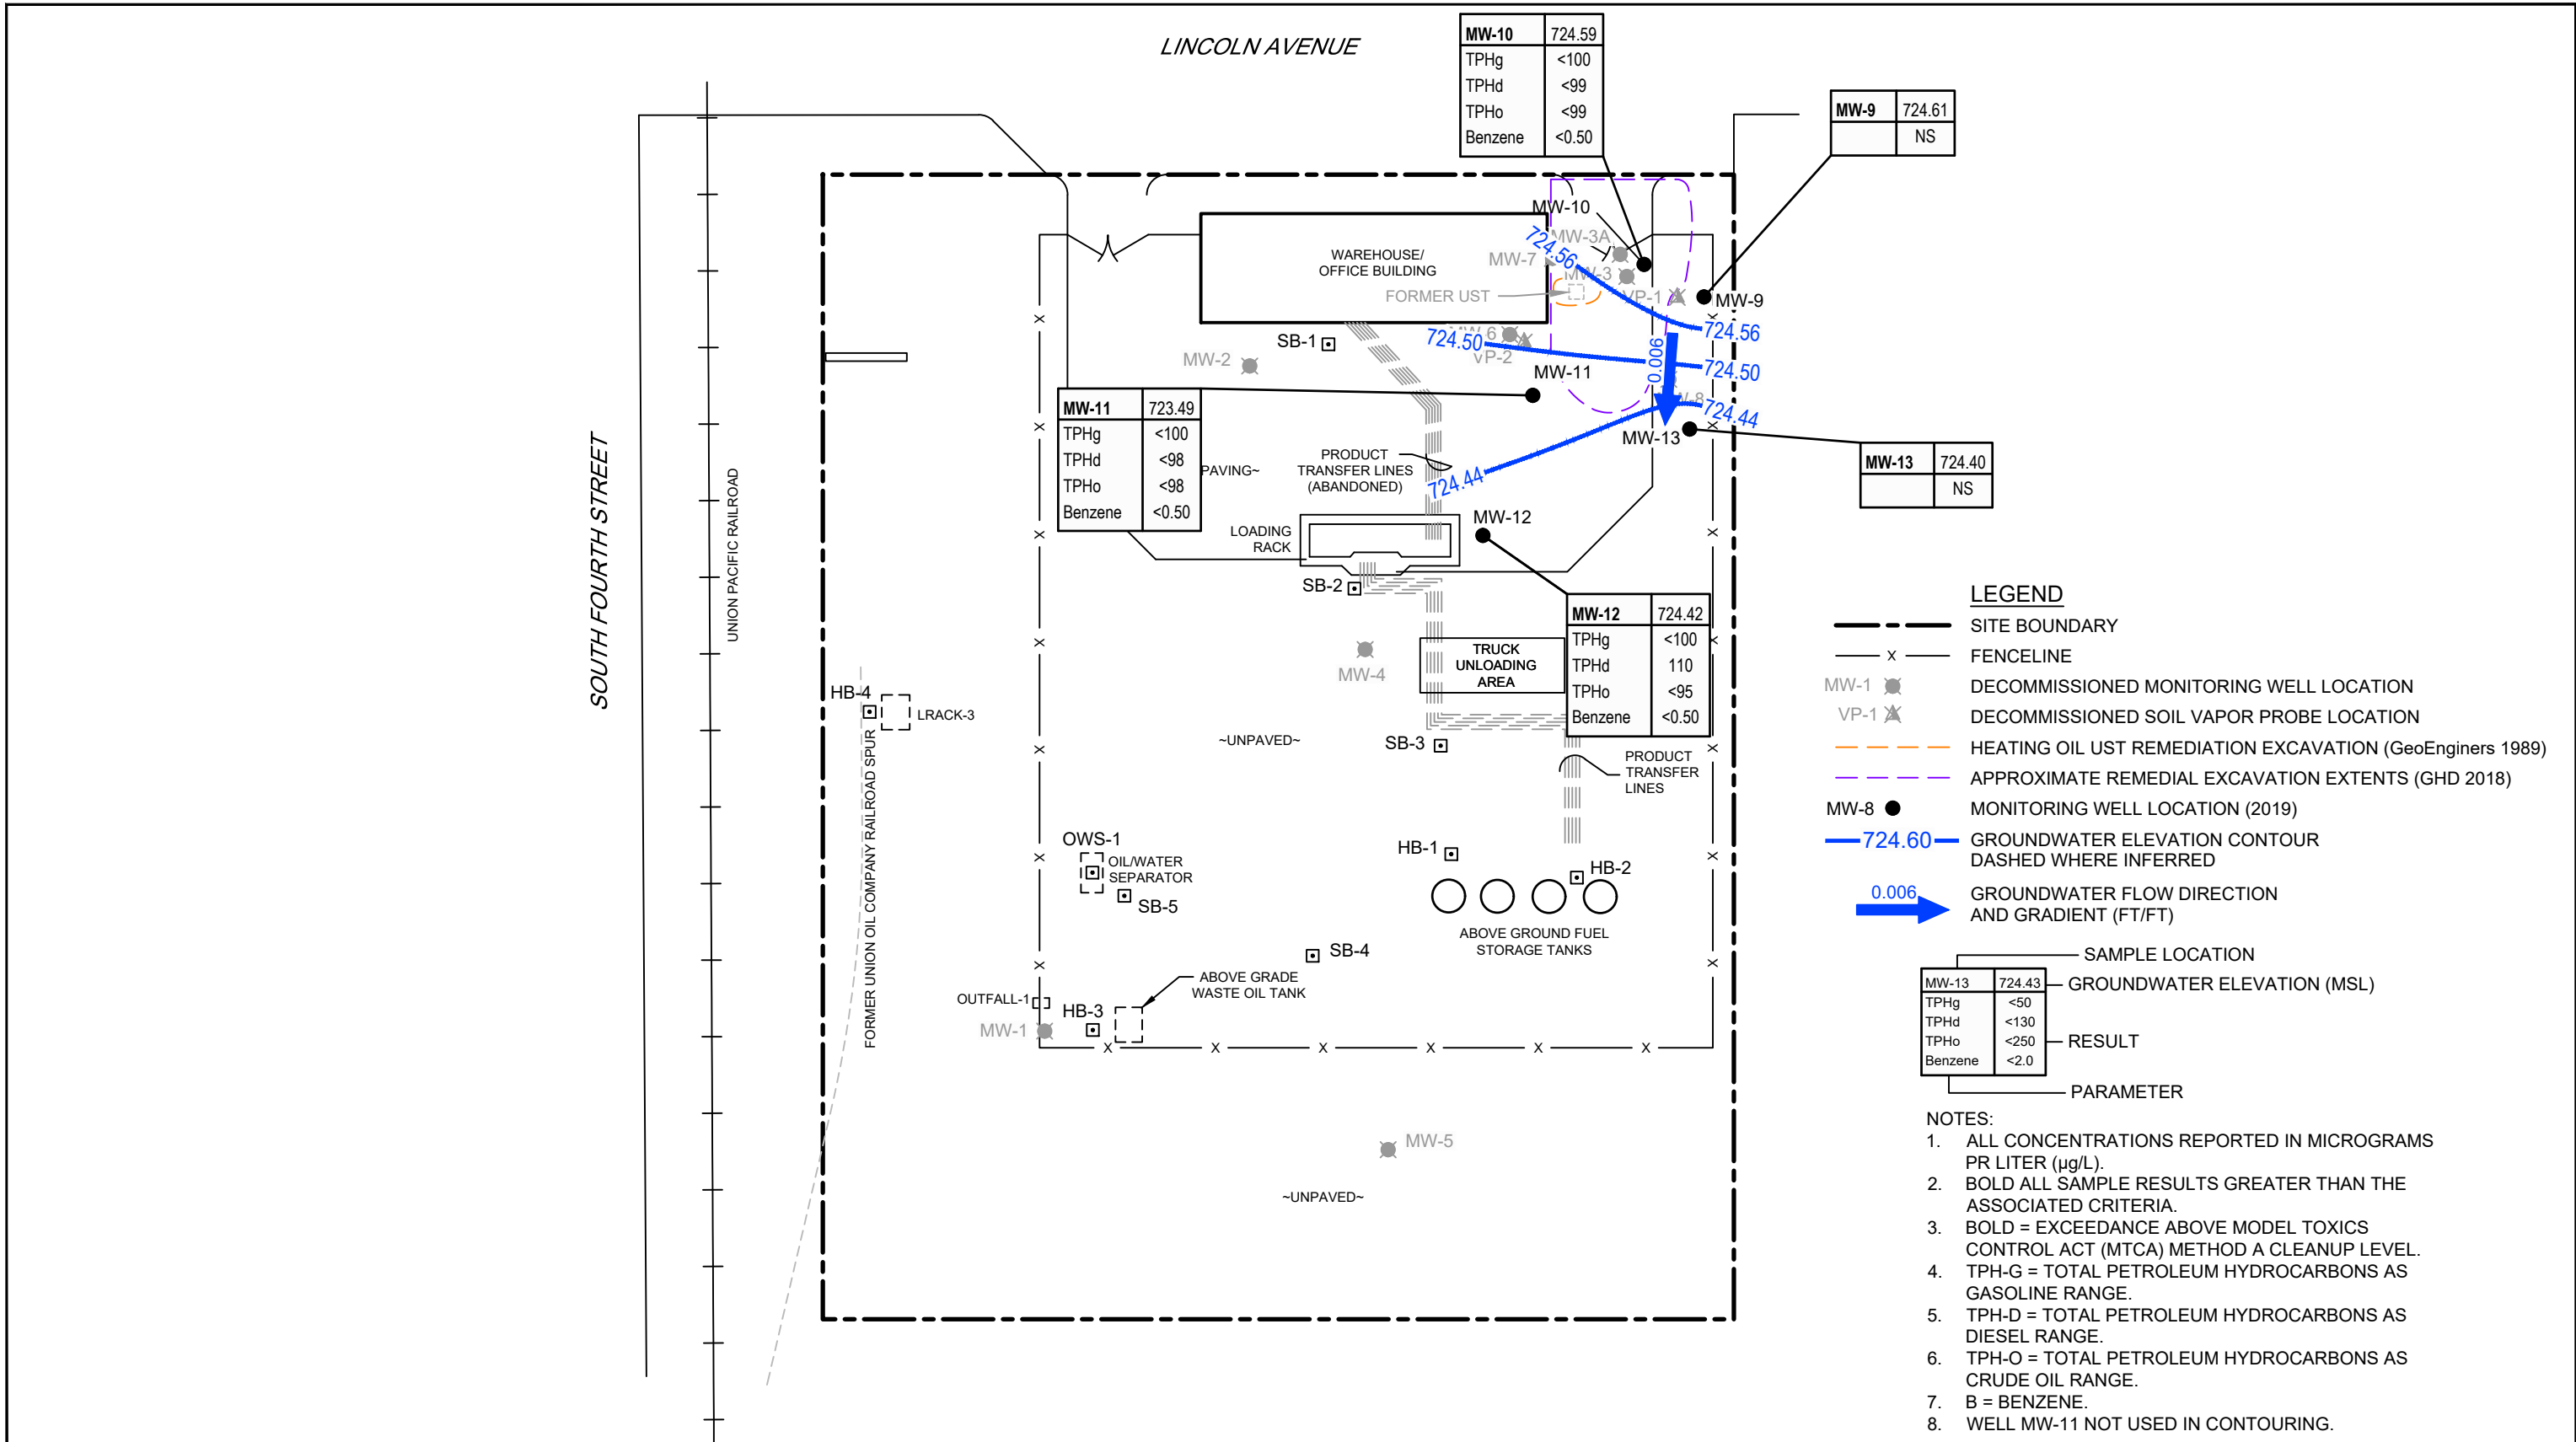 LINCOLN AVENUE
MW-10 724.59
TPHg <100
TPHd <99
TPHo <99
Benzene <0.50
MW-9 724.61
NS
MW-10
MW-3A
724.56
MW-7
MW-3
WAREHOUSE/
OFFICE BUILDING
FORMER UST
VP-1
MW-9
724.56
SB-1
724.50
VP-2
MW-2
0.006
724.50
MW-11
724.44
MW-11 723.49
TPHg <100
TPHd <98
TPHo <98
Benzene <0.50
PAVING~
PRODUCT
TRANSFER LINES
(ABANDONED)
724.44
MW-13
MW-13 724.40
NS
SOUTH FOURTH STREET
UNION PACIFIC RAILROAD
LOADING
RACK
MW-12
SB-2
MW-12 724.42
TPHg <100
TPHd 110
TPHo <95
Benzene <0.50
MW-4
TRUCK
UNLOADING
AREA
HB-4
LRACK-3
FORMER UNION OIL COMPANY RAILROAD SPUR
~UNPAVED~
SB-3
PRODUCT
TRANSFER
LINES
OWS-1
OIL/WATER
SEPARATOR
SB-5
HB-1
HB-2
ABOVE GROUND FUEL
STORAGE TANKS
SB-4
ABOVE GRADE
WASTE OIL TANK
OUTFALL-1
HB-3
MW-1
X
MW-5
~UNPAVED~
LEGEND
SITE BOUNDARY
X FENCELINE
MW-1 DECOMMISSIONED MONITORING WELL LOCATION
VP-1 DECOMMISSIONED SOIL VAPOR PROBE LOCATION
HEATING OIL UST REMEDIATION EXCAVATION (GeoEnginers 1989)
APPROXIMATE REMEDIAL EXCAVATION EXTENTS (GHD 2018)
MW-8 MONITORING WELL LOCATION (2019)
724.60 GROUNDWATER ELEVATION CONTOUR
DASHED WHERE INFERRED
0.006 GROUNDWATER FLOW DIRECTION
AND GRADIENT (FT/FT)
SAMPLE LOCATION
MW-13 724.43 GROUNDWATER ELEVATION (MSL)
TPHg <50
TPHd <130
TPHo <250 RESULT
Benzene <2.0
PARAMETER
NOTES:
1. ALL CONCENTRATIONS REPORTED IN MICROGRAMS
PR LITER (µg/L).
2. BOLD ALL SAMPLE RESULTS GREATER THAN THE
ASSOCIATED CRITERIA.
3. BOLD = EXCEEDANCE ABOVE MODEL TOXICS
CONTROL ACT (MTCA) METHOD A CLEANUP LEVEL.
4. TPH-G = TOTAL PETROLEUM HYDROCARBONS AS
GASOLINE RANGE.
5. TPH-D = TOTAL PETROLEUM HYDROCARBONS AS
DIESEL RANGE.
6. TPH-O = TOTAL PETROLEUM HYDROCARBONS AS
CRUDE OIL RANGE.
7. B = BENZENE.
8. WELL MW-11 NOT USED IN CONTOURING.